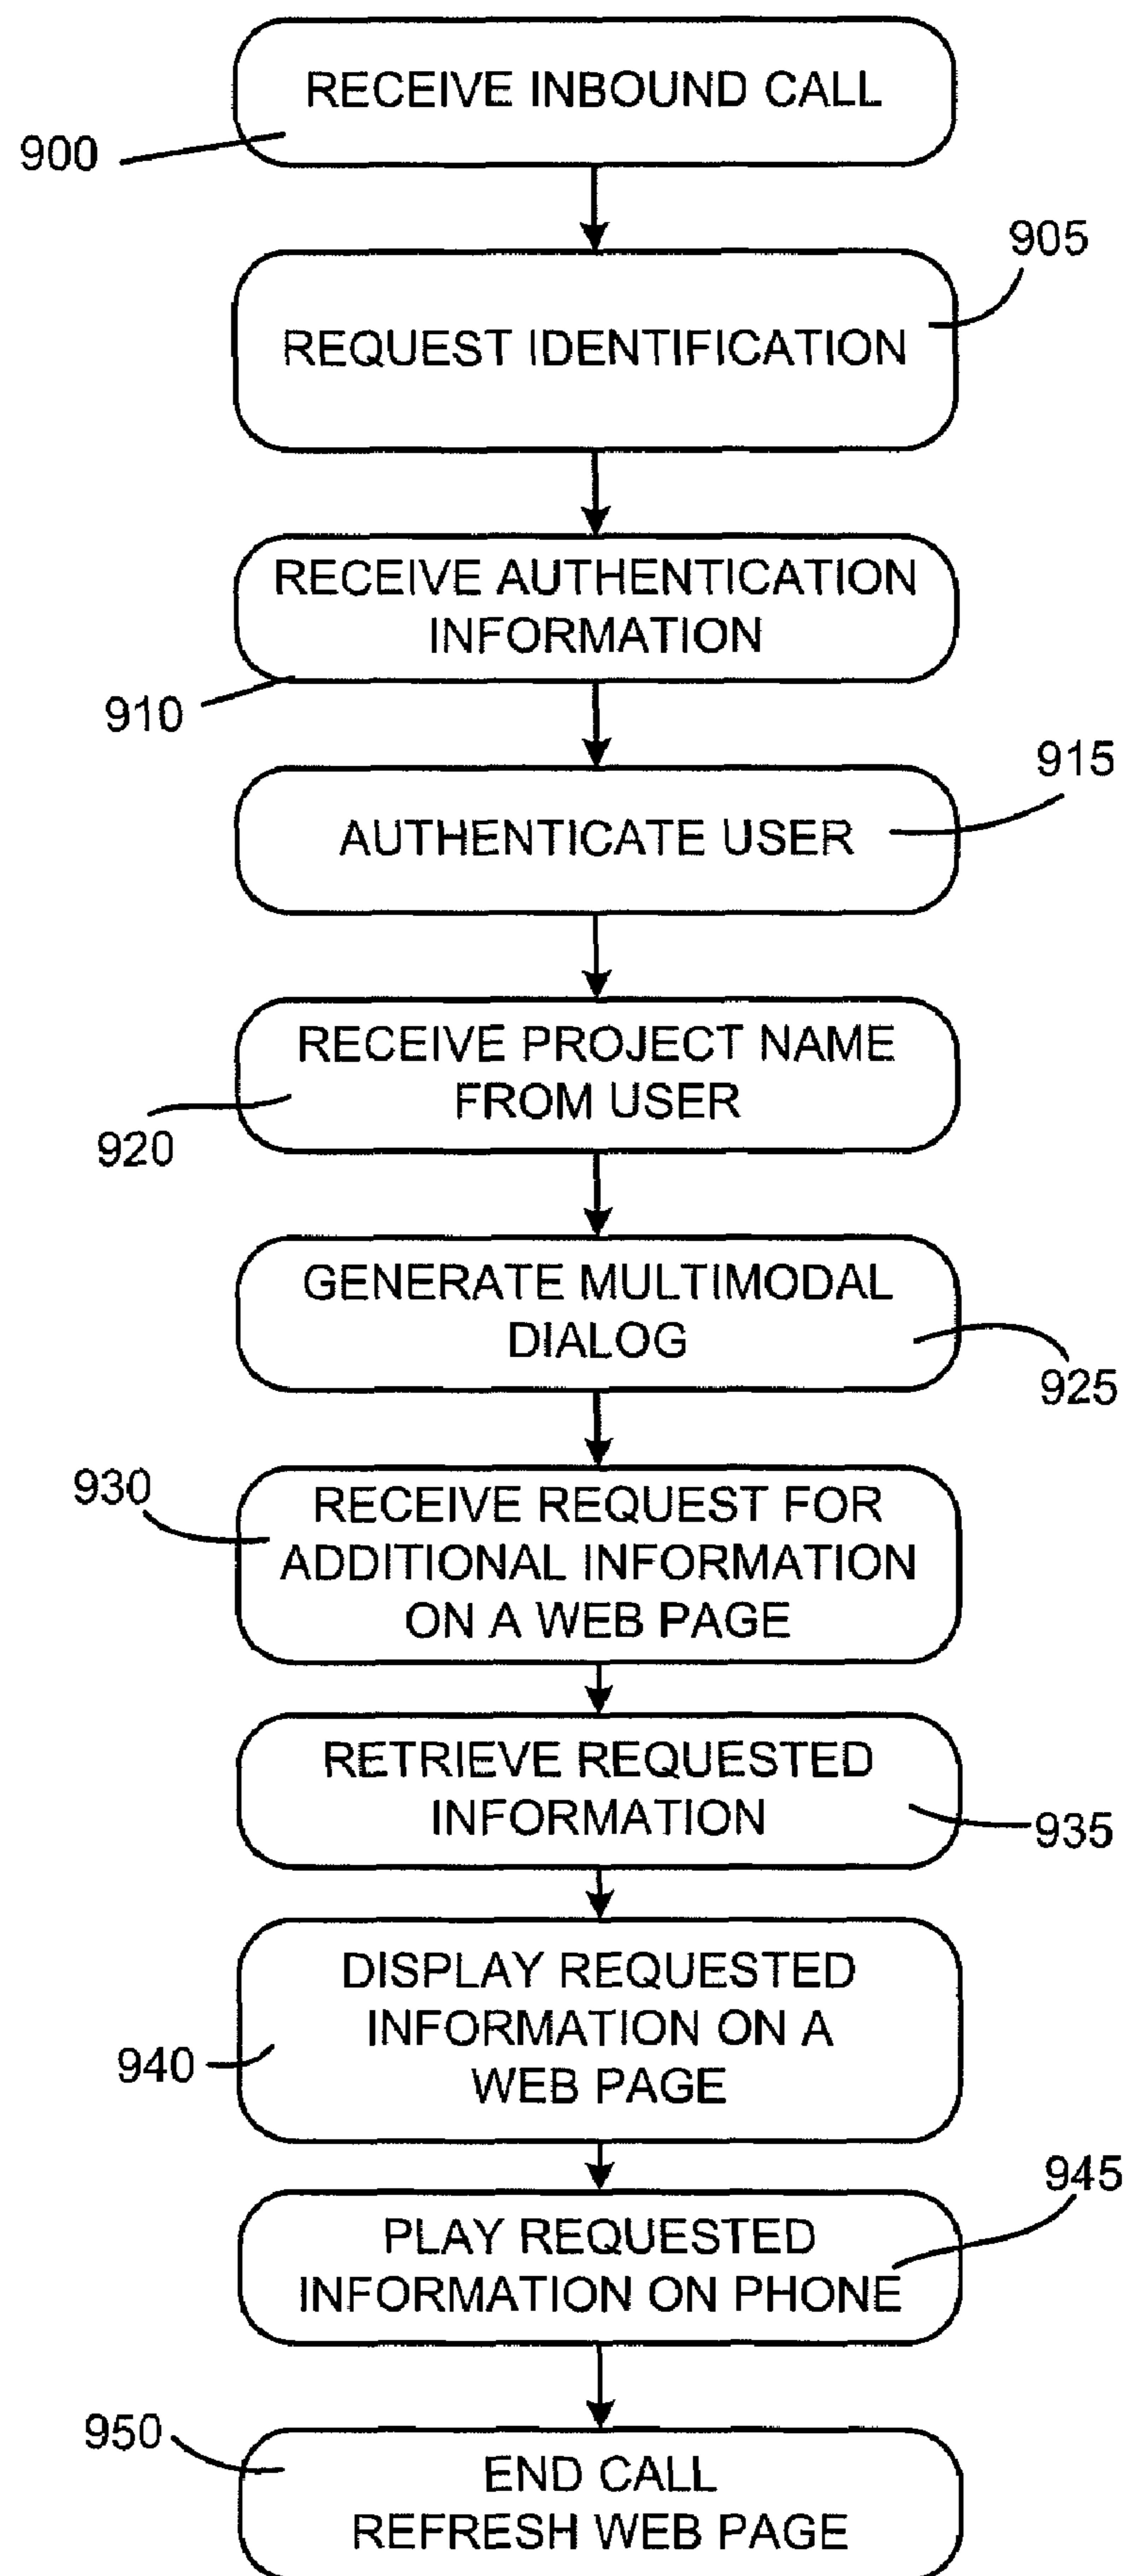 RECEIVE INBOUND CALL
900
905
REQUEST IDENTIFICATION
RECEIVE AUTHENTICATION
INFORMATION
910
915
AUTHENTICATE USER
RECEIVE PROJECT NAME
FROM USER
920
GENERATE MULTIMODAL
DIALOG
925
930
RECEIVE REQUEST FOR
ADDITIONAL INFORMATION
ON A WEB PAGE
RETRIEVE REQUESTED
INFORMATION
935
DISPLAY REQUESTED
INFORMATION ON A
WEB PAGE
940
945
PLAY REQUESTED
INFORMATION ON PHONE
950
END CALL
REFRESH WEB PAGE